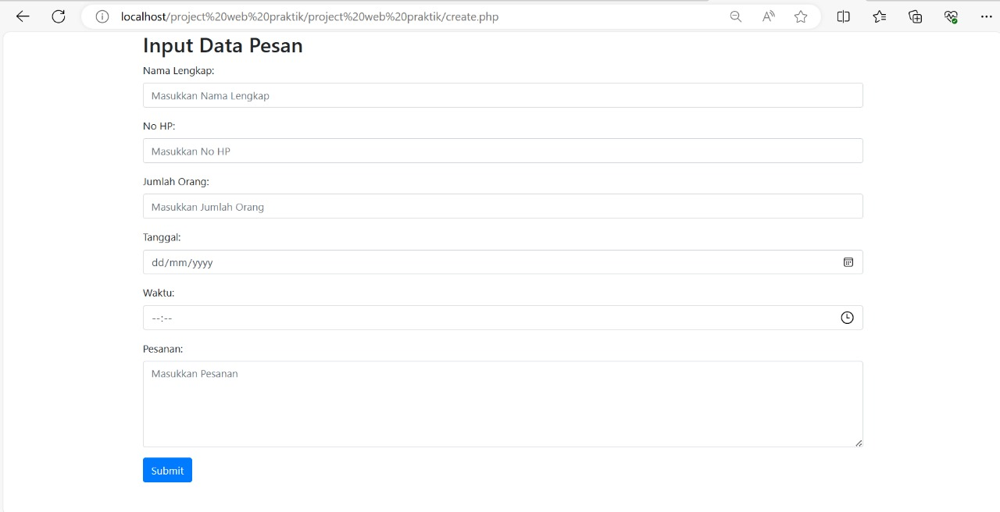 localhost/project%20web%20praktik/project%20web%20praktik/create.php
Input Data Pesan
Nama Lengkap:
Masukkan Nama Lengkap
No HP:
Masukkan No HP
Jumlah Orang:
Masukkan Jumlah Orang
Tanggal:
dd/mm/yyyy
Waktu:
--:--
Pesanan:
Masukkan Pesanan
Submit